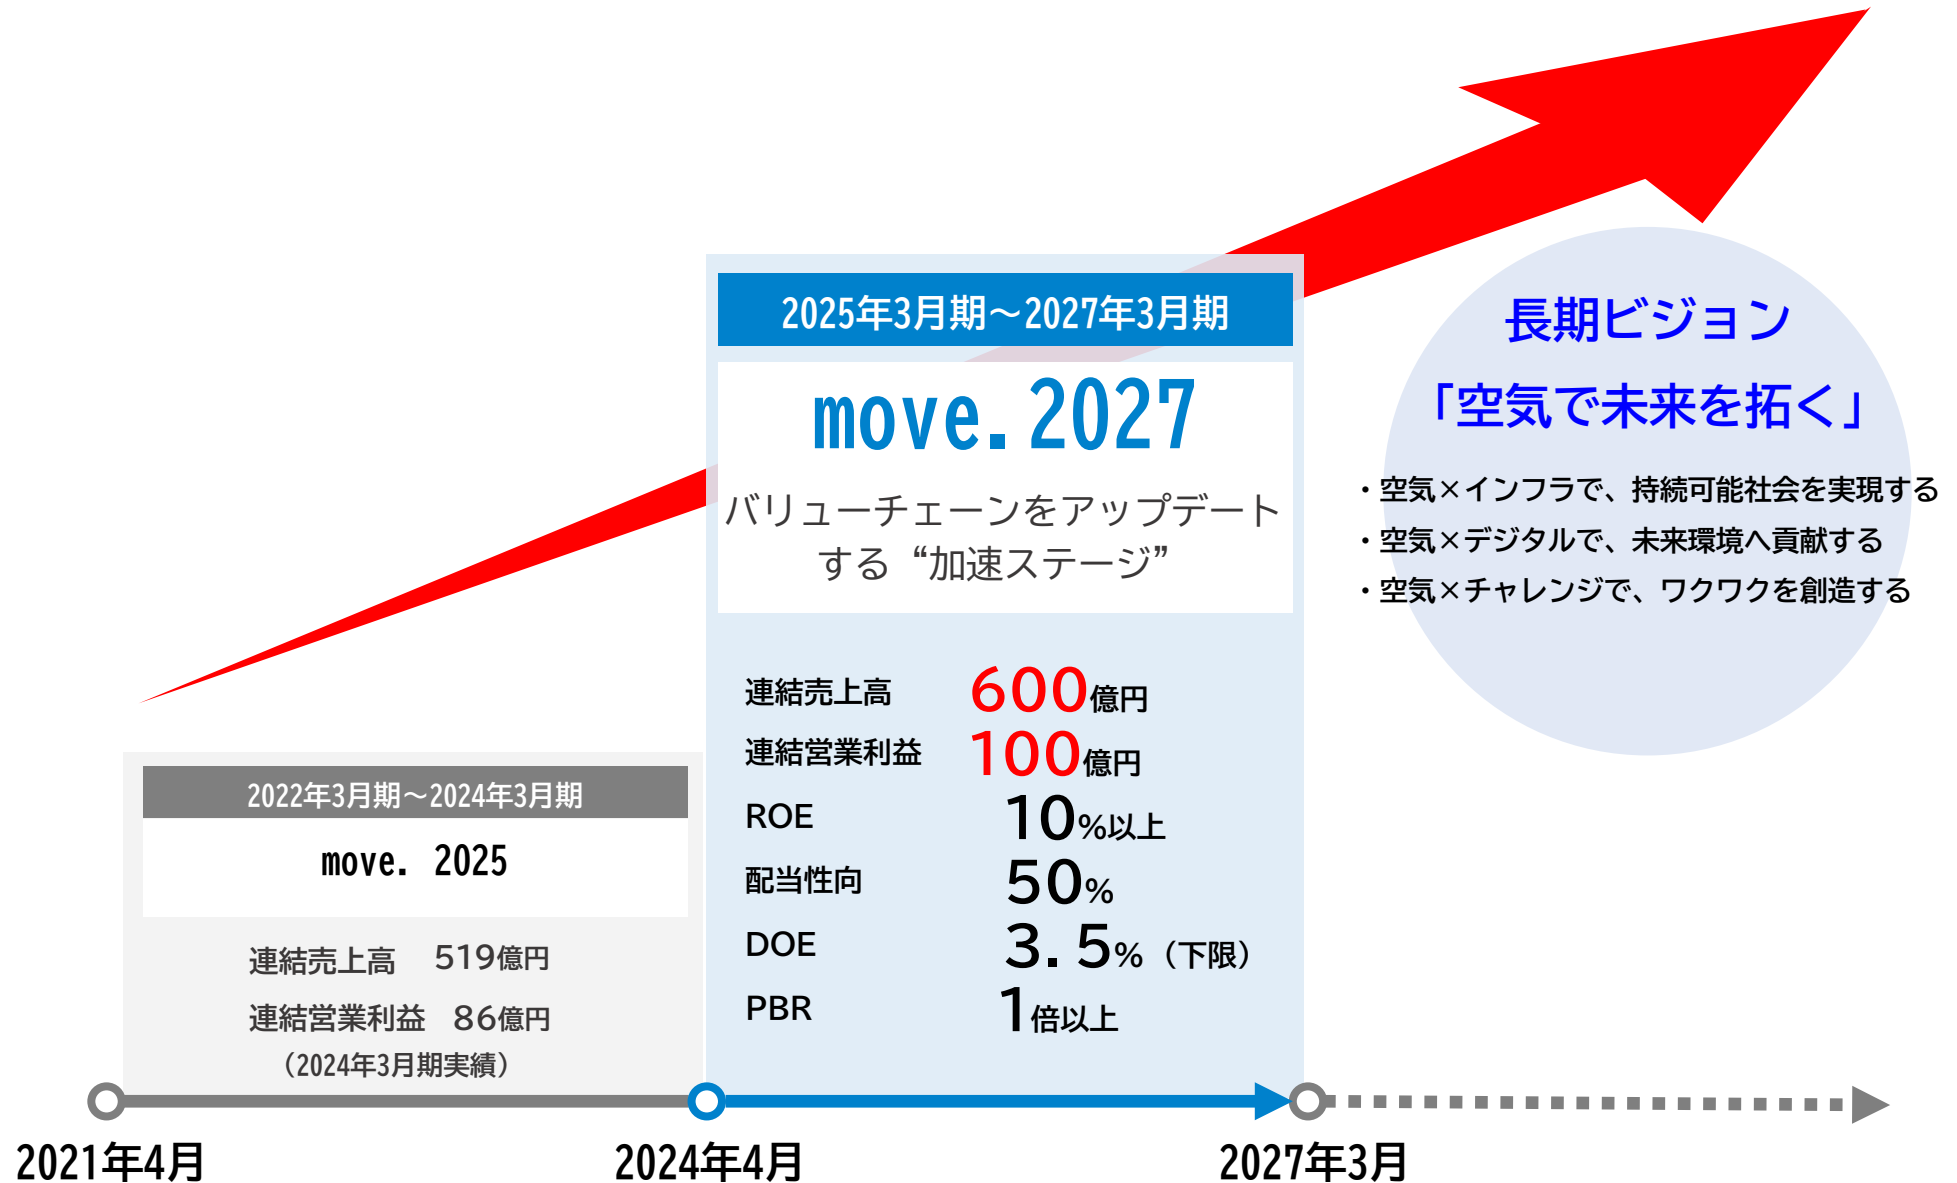 2025年3月期～2027年3月期
move.2027
バリューチェーンをアップデート
する“加速ステージ”
連結売上高 600億円
連結営業利益 100億円
ROE 10%以上
配当性向 50%
DOE 3.5%（下限）
PBR 1倍以上
長期ビジョン
「空気で未来を拓く」
・空気×インフラで、持続可能社会を実現する
・空気×デジタルで、未来環境へ貢献する
・空気×チャレンジで、ワクワクを創造する
2022年3月期～2024年3月期
move. 2025
連結売上高 519億円
連結営業利益 86億円
（2024年3月期実績）
2021年4月
2024年4月
2027年3月